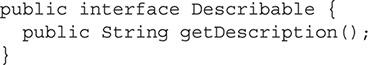 public interface Describable {
  public String getDescription();
}